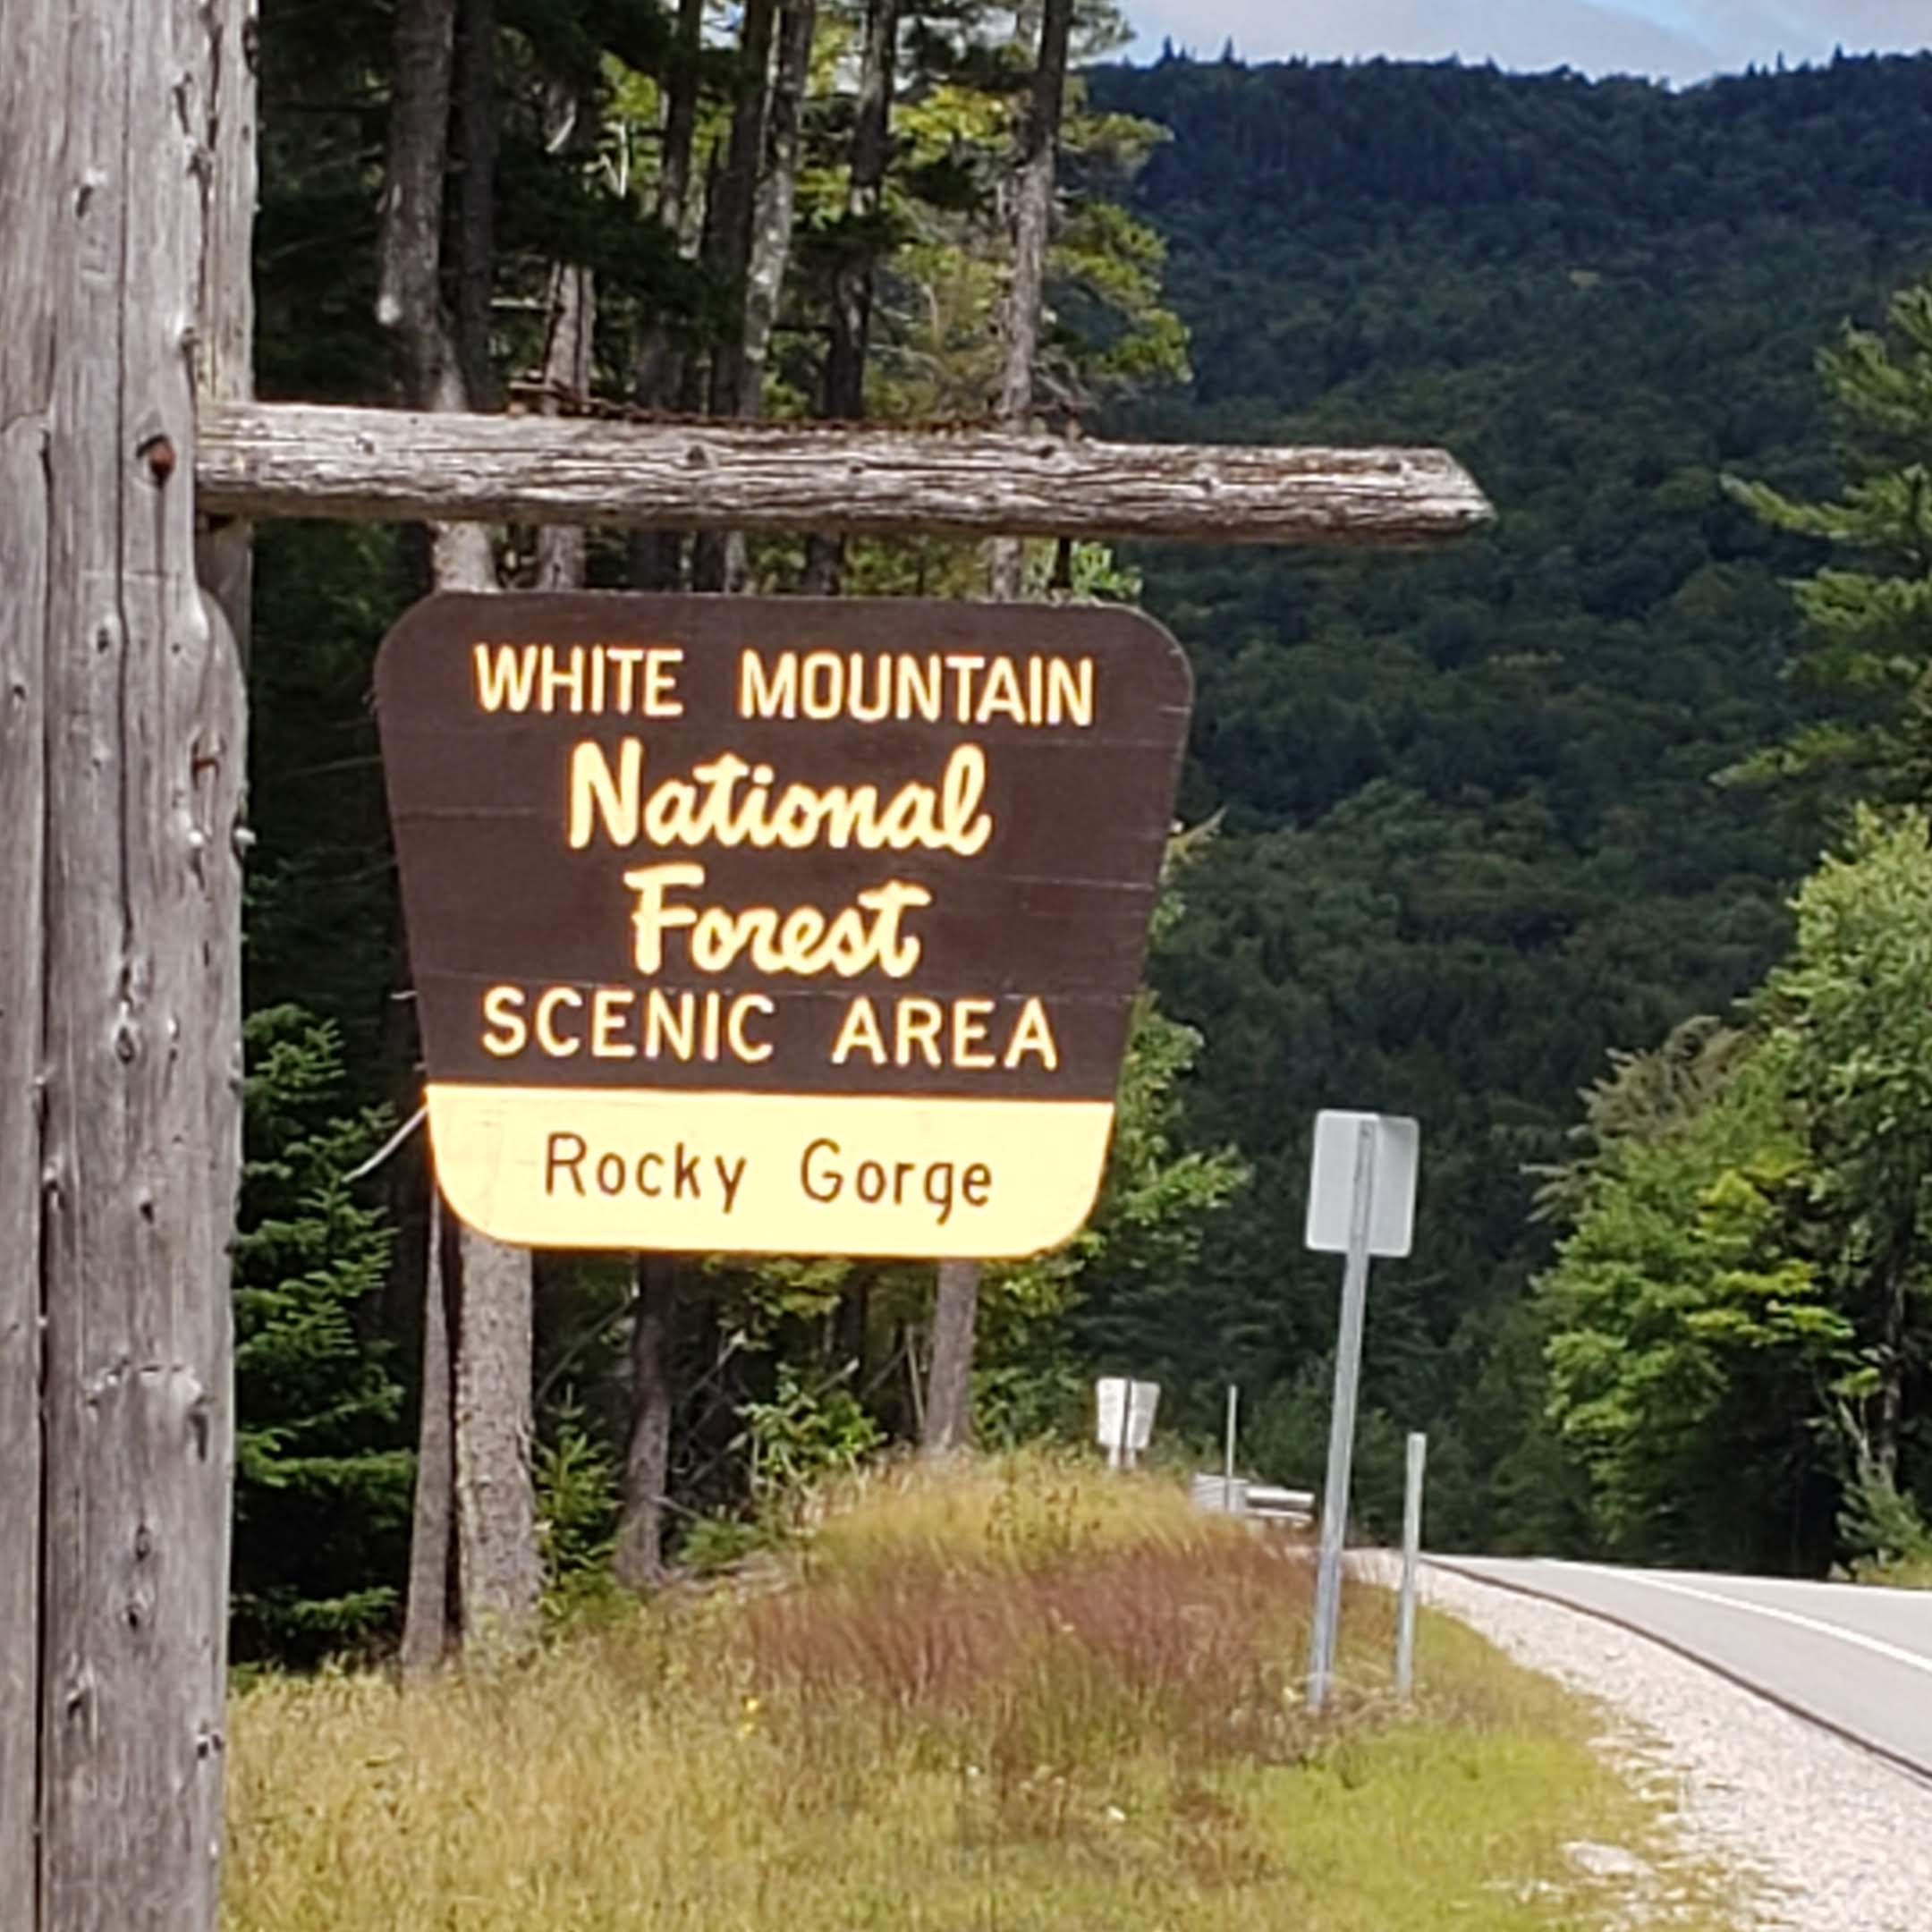 WHITE MOUNTAIN
National
Forest
SCENIC AREA
Rocky Gorge